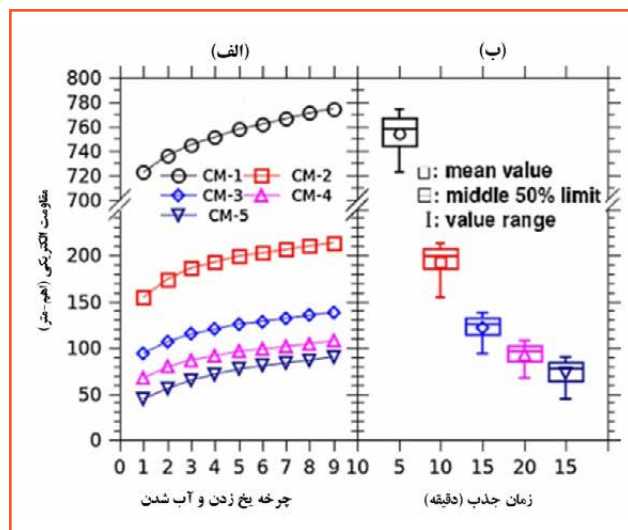 (الف) (ب)
800
780
760
740
720
700
200
150
100
50
0
CM-1 CM-2
CM-3 CM-4
CM-5
□: mean value
: middle 50% limit
I: value range
مقاومت الکتریکی (اهم-متر)
0 1 2 3 4 5 6 7 8 9 10 5 10 15 20 15
چرخه یخ زدن و آب شدن
زمان جذب (دقیقه)